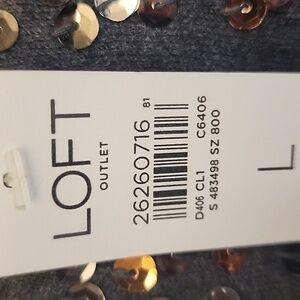 LOFT
OUTLET
26260716 81
D406 CL1 C6406
S 483498 SZ 800
L